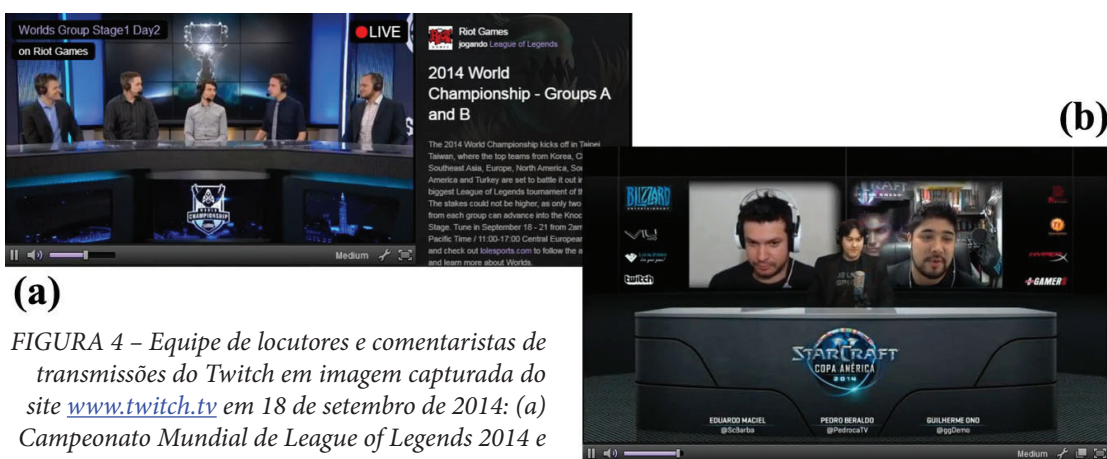 Worlds Group Stage1 Day2
on Riot Games
LIVE
Riot Games
jogando League of Legends
2014 World
Championship - Groups A
and B
The 2014 World Championship kicks off in Taipei
Taiwan, where the top teams from Korea,
Southeast Asia, Europe, North America,
America and Turkey are set to battle it out
biggest League of Legends tournament of
The stakes could not be higher, as only two
from each group can advance into the
Stage. Tune in September 18 - 21 from 2am
Pacific Time / 11:00-17:00 Central European
and check out lolesports.com to follow the
and learn more about Worlds.
CHAMPIONSHIP
Medium
(a)
FIGURA 4 – Equipe de locutores e comentaristas de
transmissões do Twitch em imagem capturada do
site www.twitch.tv em 18 de setembro de 2014: (a)
Campeonato Mundial de League of Legends 2014 e
(b)
BLIZZARD
ENTERTAINMENT
twitch
HYPERX
GAMER
STARCRAFT
COPA AMÉRICA
2014
EDUARDO MACIEL
@ScBarba
PEDRO BERALDO
@PedrocaTV
GUILHERME ONO
@ggDemo
Medium